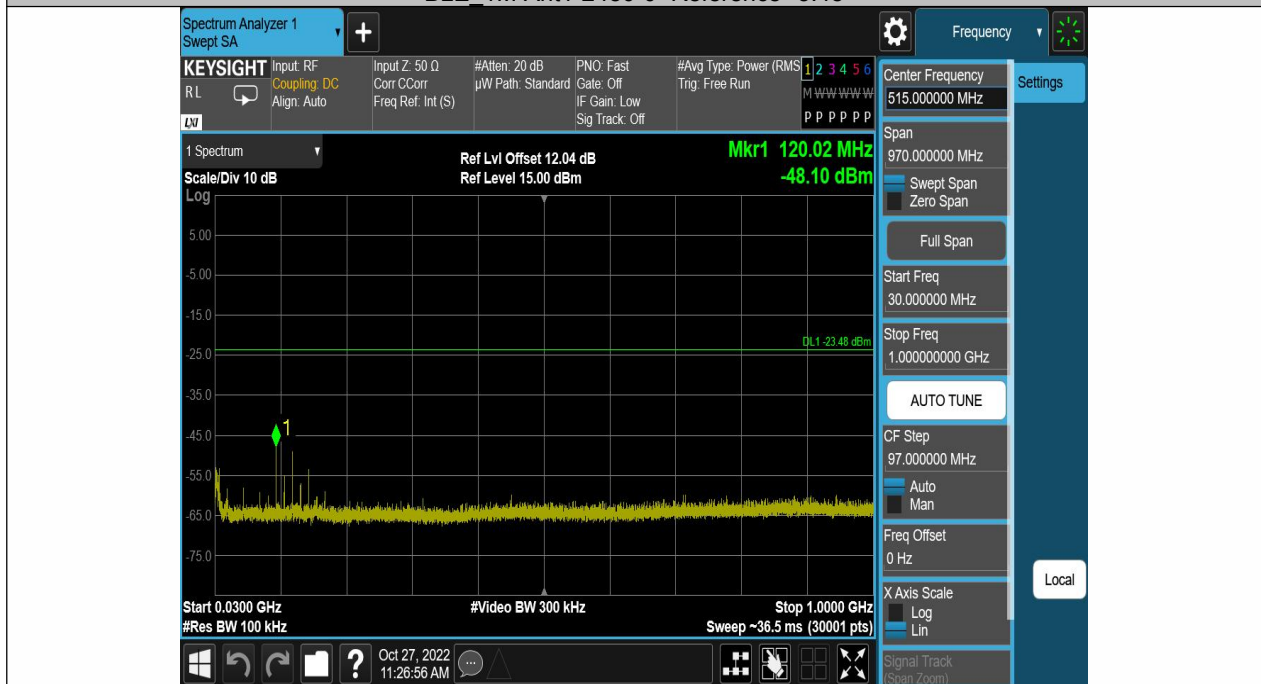 Spectrum Analyzer 1
Swept SA
+
Frequency
KEYSIGHT
RL
LXI
Input: RF
Coupling: DC
Align: Auto
Input Z: 50 Ω
Corr CCorr
Freq Ref: Int (S)
#Atten: 20 dB
µW Path: Standard
PNO: Fast
Gate: Off
IF Gain: Low
Sig Track: Off
#Avg Type: Power (RMS
Trig: Free Run
1 2 3 4 5 6
M W W W W W
P P P P P P
Center Frequency
515.000000 MHz
Settings
1 Spectrum
Scale/Div 10 dB
Log
Ref Lvl Offset 12.04 dB
Ref Level 15.00 dBm
Mkr1 120.02 MHz
-48.10 dBm
5.00
-5.00
-15.0
-25.0
-35.0
-45.0
-55.0
-65.0
-75.0
DL1 -23.48 dBm
1
Start 0.0300 GHz
#Res BW 100 kHz
#Video BW 300 kHz
Stop 1.0000 GHz
Sweep ~36.5 ms (30001 pts)
Span
970.000000 MHz
Swept Span
Zero Span
Full Span
Start Freq
30.000000 MHz
Stop Freq
1.000000000 GHz
AUTO TUNE
CF Step
97.000000 MHz
Auto
Man
Freq Offset
0 Hz
X Axis Scale
Log
Lin
Signal Track
(Span Zoom)
Local
?
Oct 27, 2022
11:26:56 AM